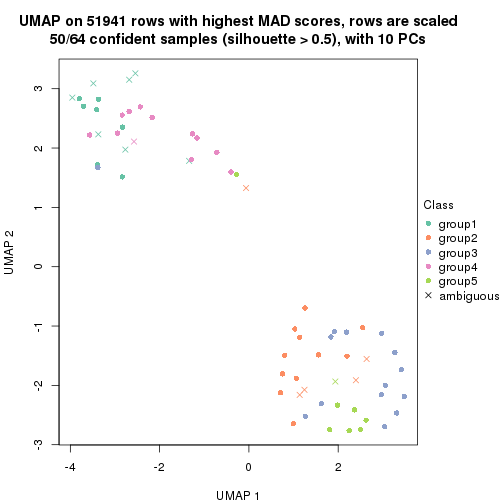 UMAP on 51941 rows with highest MAD scores, rows are scaled
50/64 confident samples (silhouette > 0.5), with 10 PCs
3
2
1
0
-1
-2
-3
UMAP 2
-4
-2
0
2
UMAP 1
Class
group1
group2
group3
group4
group5
ambiguous